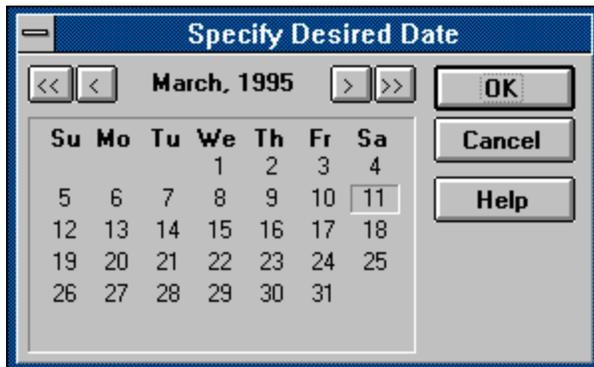 Specify Desired Date
<< < March, 1995 > >> OK
Su Mo Tu We Th Fr Sa Cancel
1 2 3 4
5 6 7 8 9 10 11 Help
12 13 14 15 16 17 18
19 20 21 22 23 24 25
26 27 28 29 30 31